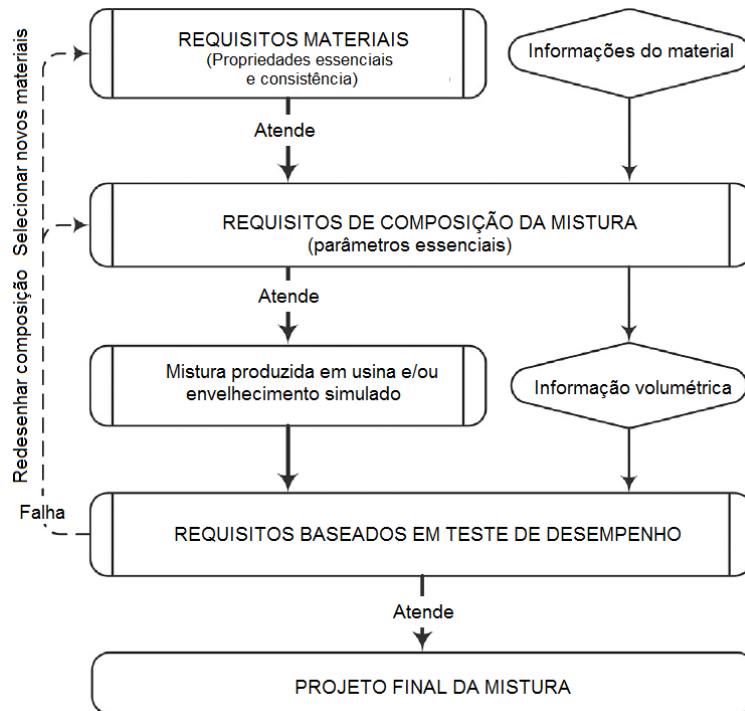 REQUISITOS MATERIAIS
(Propriedades essenciais
e consistência)
Informações do material
Atende
REQUISITOS DE COMPOSIÇÃO DA MISTURA
(parâmetros essenciais)
Atende
Mistura produzida em usina e/ou
envelhecimento simulado
Informação volumétrica
Redesenhar composição
Selecionar novos materiais
Falha
REQUISITOS BASEADOS EM TESTE DE DESEMPENHO
Atende
PROJETO FINAL DA MISTURA